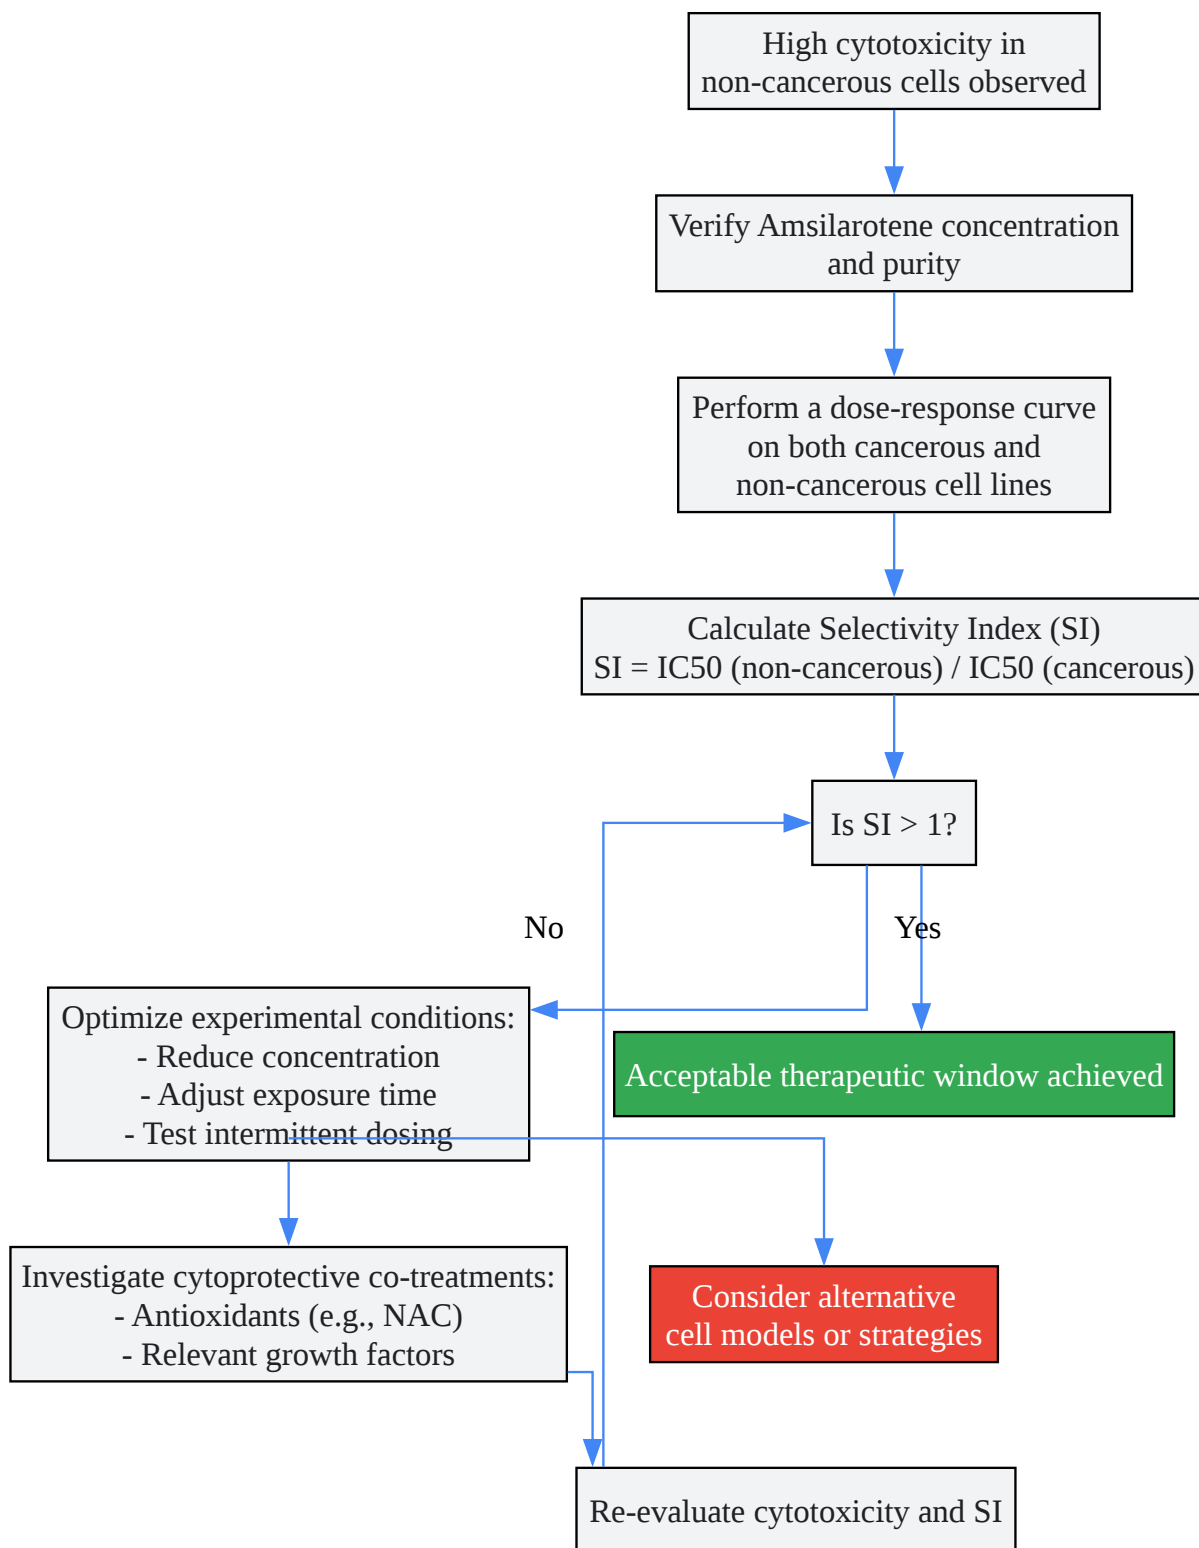 High cytotoxicity in
non-cancerous cells observed
Verify Amsilarotene concentration
and purity
Perform a dose-response curve
on both cancerous and
non-cancerous cell lines
Calculate Selectivity Index (SI)
SI = IC50 (non-cancerous) / IC50 (cancerous)
Is SI > 1?
No
Yes
Optimize experimental conditions:
- Reduce concentration
- Adjust exposure time
- Test intermittent dosing
Acceptable therapeutic window achieved
Investigate cytoprotective co-treatments:
- Antioxidants (e.g., NAC)
- Relevant growth factors
Consider alternative
cell models or strategies
Re-evaluate cytotoxicity and SI